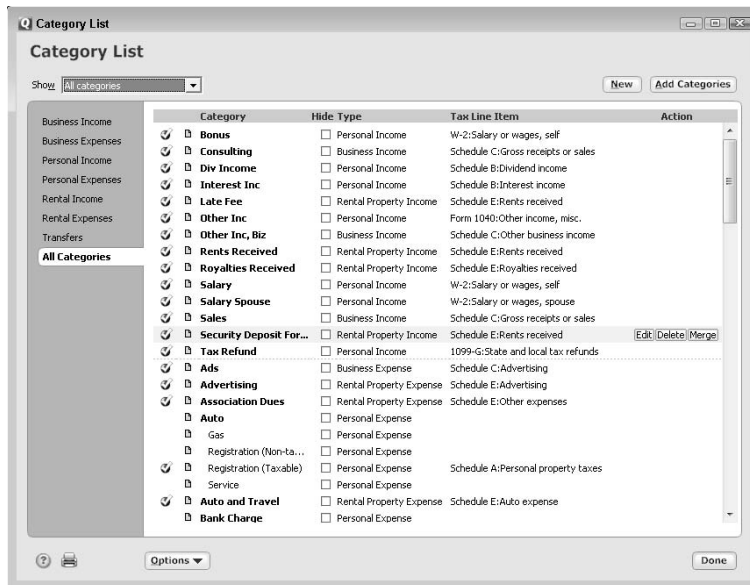 Category List
Category List
Show All categories New Add Categories
Business Income
Business Expenses
Personal Income
Personal Expenses
Rental Income
Rental Expenses
Transfers
All Categories
Category Hide Type Tax Line Item Action
Bonus Personal Income W-2:Salary or wages, self
Consulting Business Income Schedule C:Gross receipts or sales
Div Income Personal Income Schedule B:Dividend income
Interest Inc Personal Income Schedule B:Interest income
Late Fee Rental Property Income Schedule E:Rents received
Other Inc Personal Income Form 1040:Other income, misc.
Other Inc, Biz Business Income Schedule C:Other business income
Rents Received Rental Property Income Schedule E:Rents received
Royalties Received Rental Property Income Schedule E:Royalties received
Salary Personal Income W-2:Salary or wages, self
Salary Spouse Personal Income W-2:Salary or wages, spouse
Sales Business Income Schedule C:Gross receipts or sales
Security Deposit For... Rental Property Income Schedule E:Rents received Edit Delete Merge
Tax Refund Personal Income 1099-G:State and local tax refunds
Ads Business Expense Schedule C:Advertising
Advertising Rental Property Expense Schedule E:Advertising
Association Dues Rental Property Expense Schedule E:Other expenses
Auto Personal Expense
Gas Personal Expense
Registration (Non-ta... Personal Expense
Registration (Taxable) Personal Expense Schedule A:Personal property taxes
Service Personal Expense
Auto and Travel Rental Property Expense Schedule E:Auto expense
Bank Charge Personal Expense
Options Done